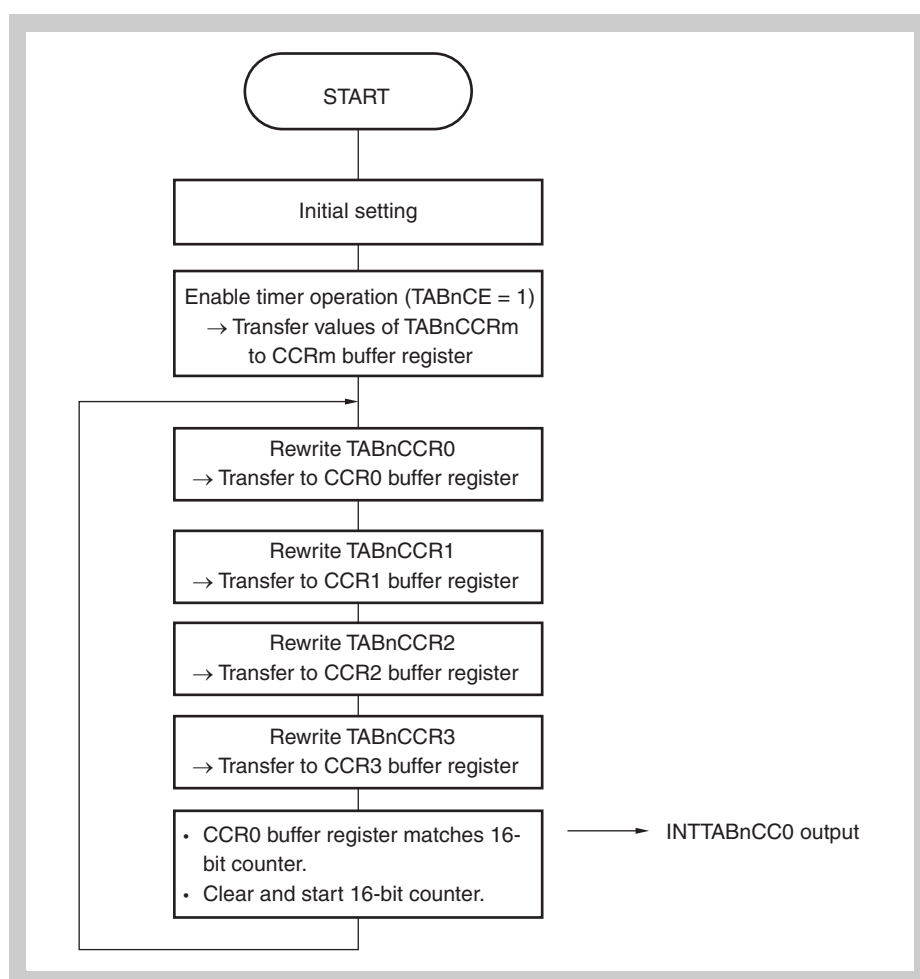 START
Initial setting
Enable timer operation (TABnCE = 1)
→ Transfer values of TABnCCRm
to CCRm buffer register
Rewrite TABnCCR0
→ Transfer to CCR0 buffer register
Rewrite TABnCCR1
→ Transfer to CCR1 buffer register
Rewrite TABnCCR2
→ Transfer to CCR2 buffer register
Rewrite TABnCCR3
→ Transfer to CCR3 buffer register
• CCR0 buffer register matches 16-
bit counter.
• Clear and start 16-bit counter.
INTTABnCC0 output